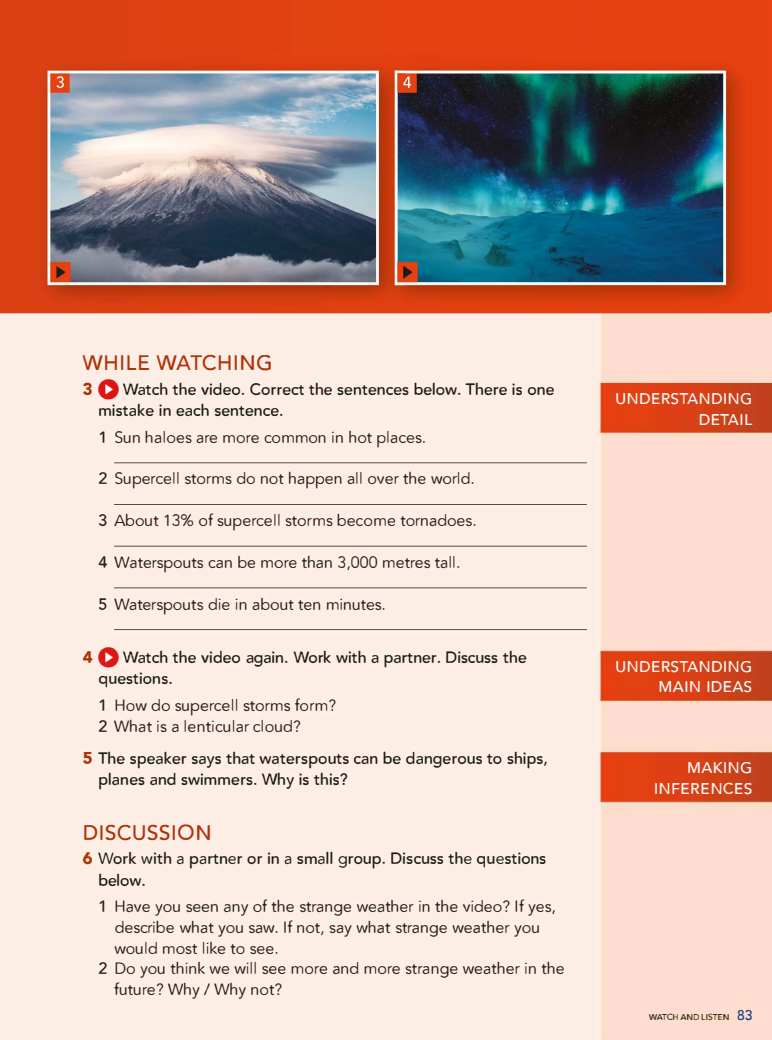 3
4
WHILE WATCHING
3 Watch the video. Correct the sentences below. There is one
mistake in each sentence.
1 Sun haloes are more common in hot places.
2 Supercell storms do not happen all over the world.
3 About 13% of supercell storms become tornadoes.
4 Waterspouts can be more than 3,000 metres tall.
5 Waterspouts die in about ten minutes.
UNDERSTANDING
DETAIL
4 Watch the video again. Work with a partner. Discuss the
questions.
1 How do supercell storms form?
2 What is a lenticular cloud?
UNDERSTANDING
MAIN IDEAS
5 The speaker says that waterspouts can be dangerous to ships,
planes and swimmers. Why is this?
MAKING
INFERENCES
DISCUSSION
6 Work with a partner or in a small group. Discuss the questions
below.
1 Have you seen any of the strange weather in the video? If yes,
describe what you saw. If not, say what strange weather you
would most like to see.
2 Do you think we will see more and more strange weather in the
future? Why / Why not?
WATCH AND LISTEN 83